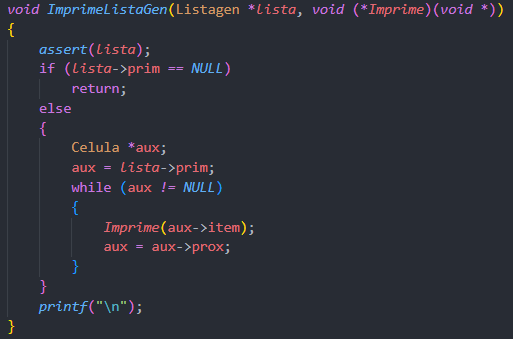 void ImprimeListaGen(Listagen *lista, void (*Imprime)(void *))
{
    assert(lista);
    if (lista->prim == NULL)
        return;
    else
    {
        Celula *aux;
        aux = lista->prim;
        while (aux != NULL)
        {
            Imprime(aux->item);
            aux = aux->prox;
        }
    }
    printf("\n");
}